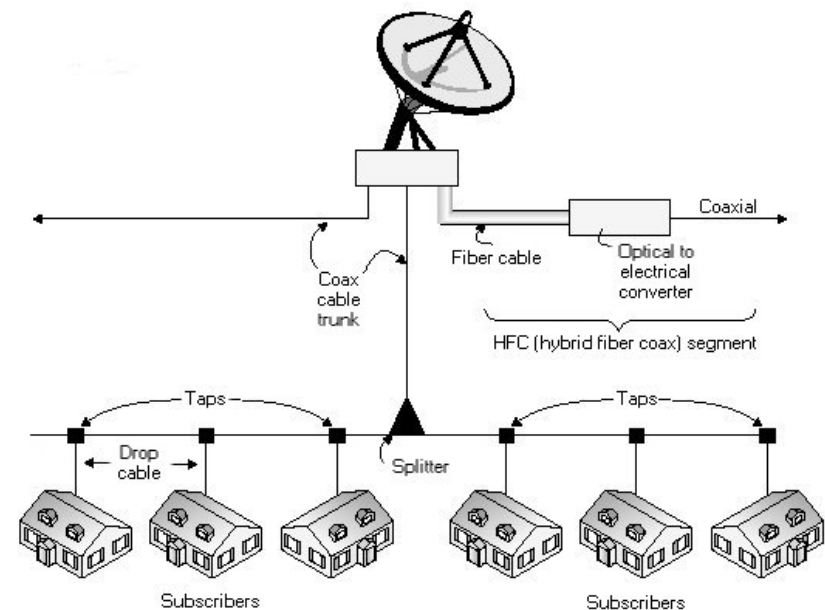 Coaxial
Coax
cable
trunk
Fiber cable
Optical to
electrical
converter
HFC (hybrid fiber coax) segment
Taps
Taps
Drop
cable
Splitter
Subscribers
Subscribers